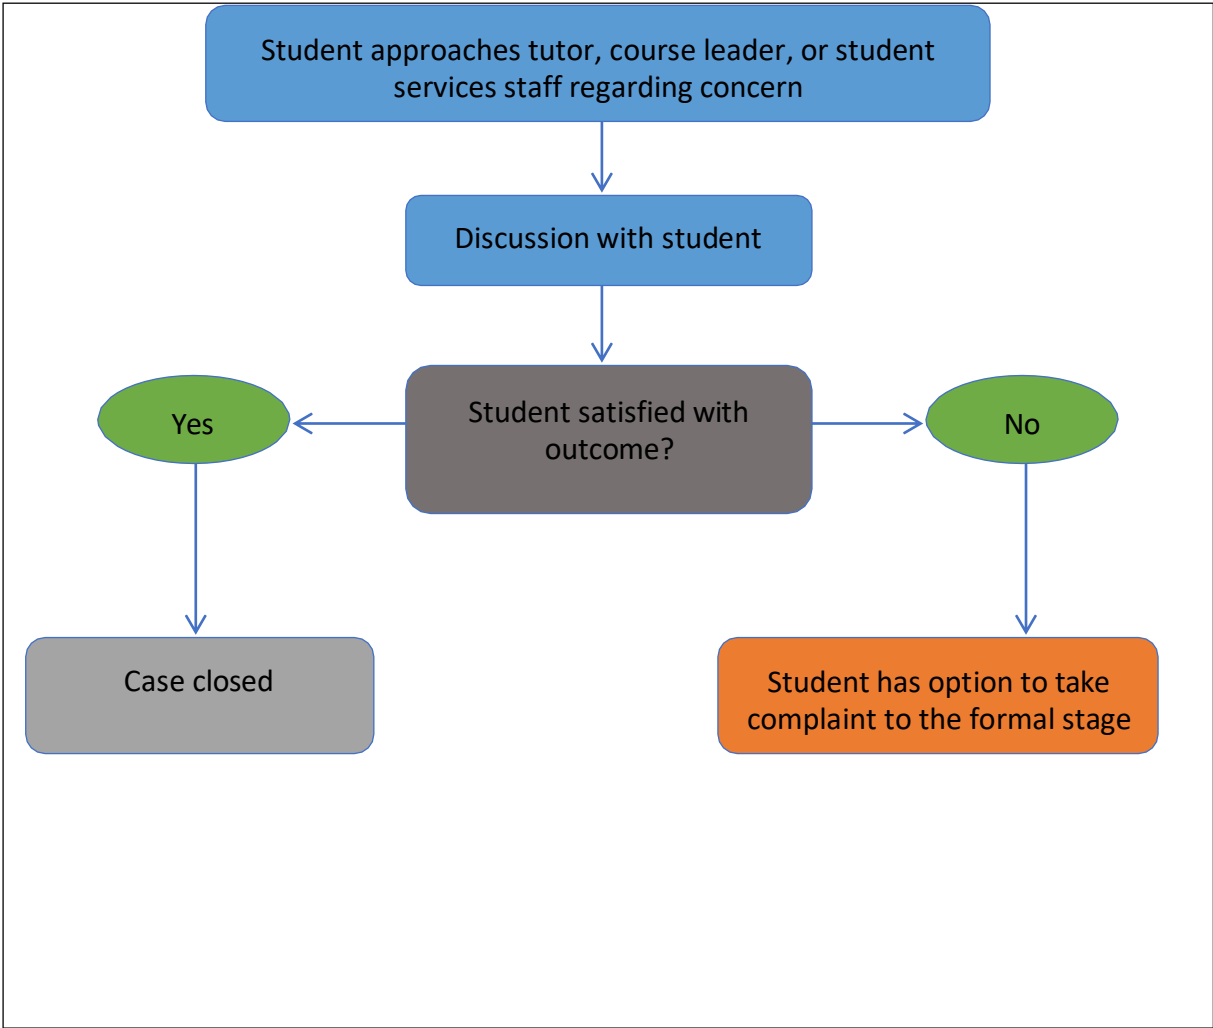 Student approaches tutor, course leader, or student
services staff regarding concern
Discussion with student
Student satisfied with
outcome?
Yes
No
Case closed
Student has option to take
complaint to the formal stage